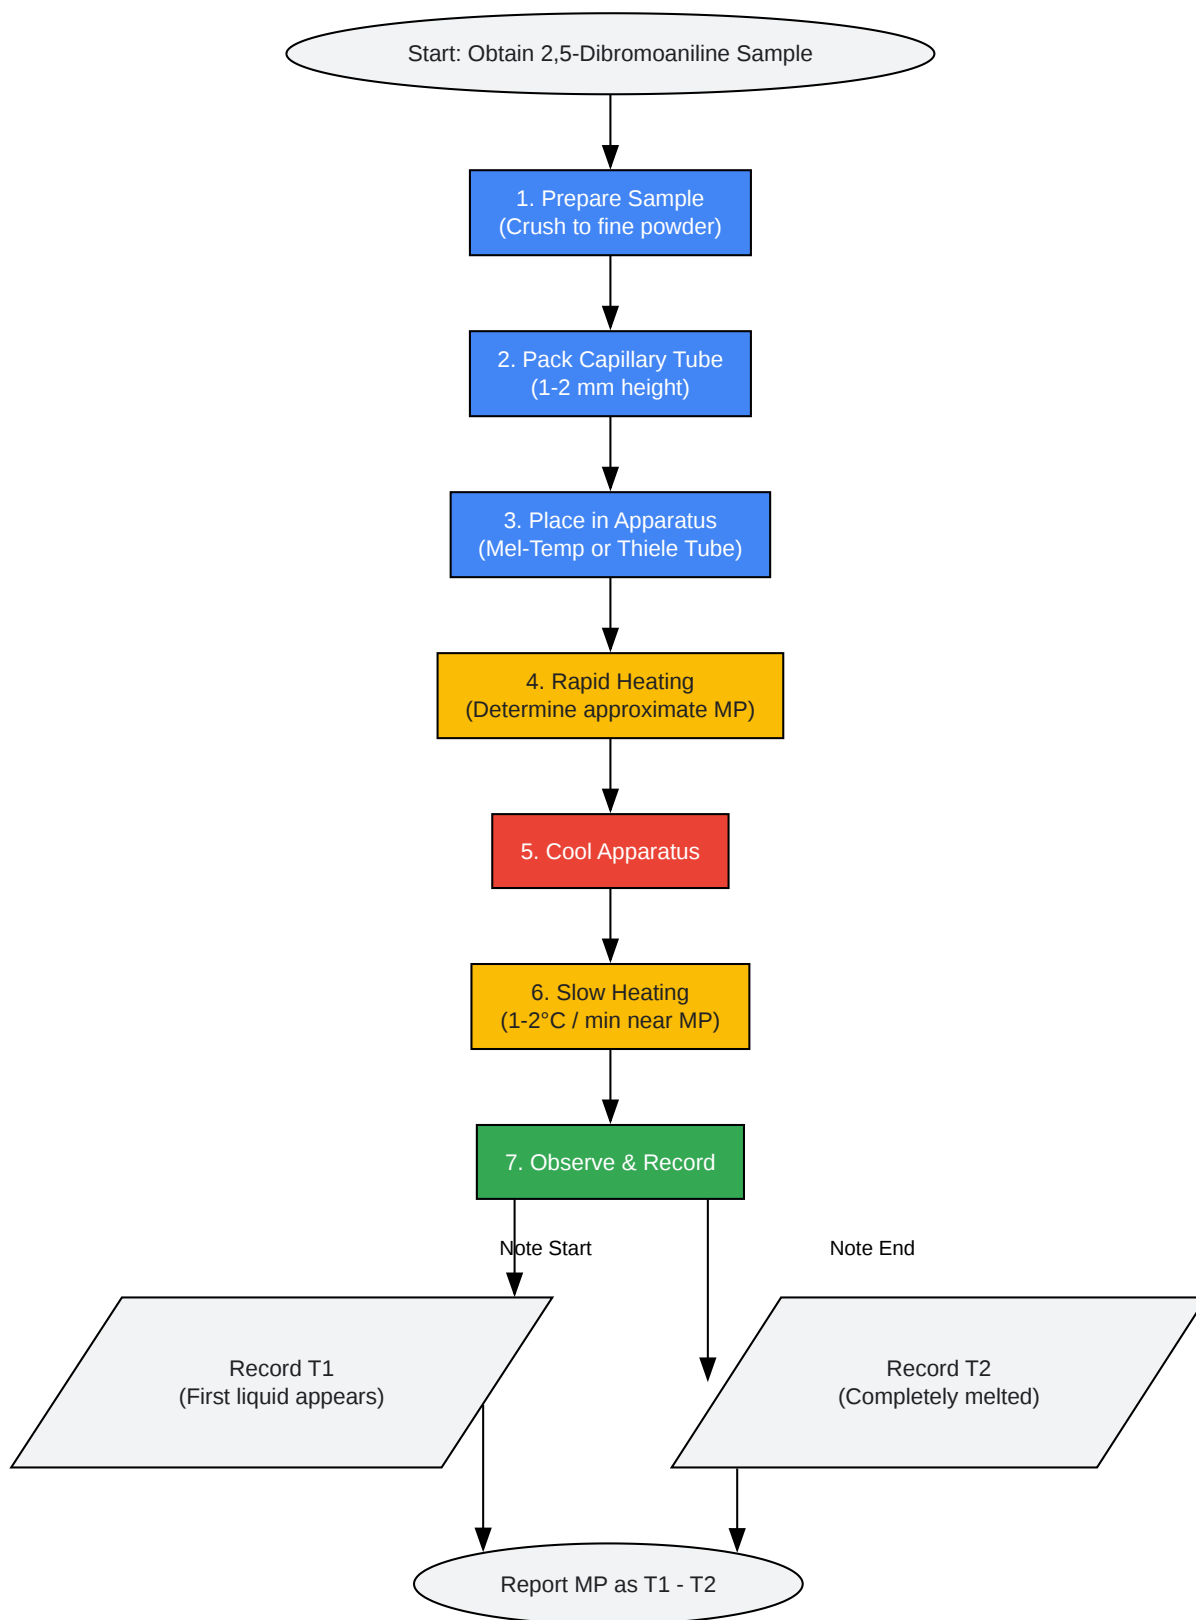 Start: Obtain 2,5-Dibromoaniline Sample
1. Prepare Sample
(Crush to fine powder)
2. Pack Capillary Tube
(1-2 mm height)
3. Place in Apparatus
(Mel-Temp or Thiele Tube)
4. Rapid Heating
(Determine approximate MP)
5. Cool Apparatus
6. Slow Heating
(1-2°C / min near MP)
7. Observe & Record
Note Start
Note End
Record T1
(First liquid appears)
Record T2
(Completely melted)
Report MP as T1 - T2